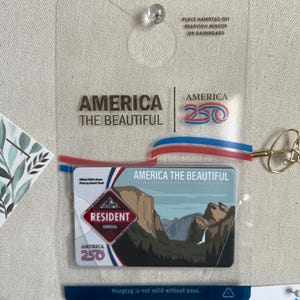 PLACE HANGTAG ON
REARVIEW MIRROR
OR DASHBOARD
AMERICA
THE BEAUTIFUL
AMERICA
250
AMERICA THE BEAUTIFUL
RESIDENT
ANNUAL
AMERICA
250
Hangtag is not valid without pass.